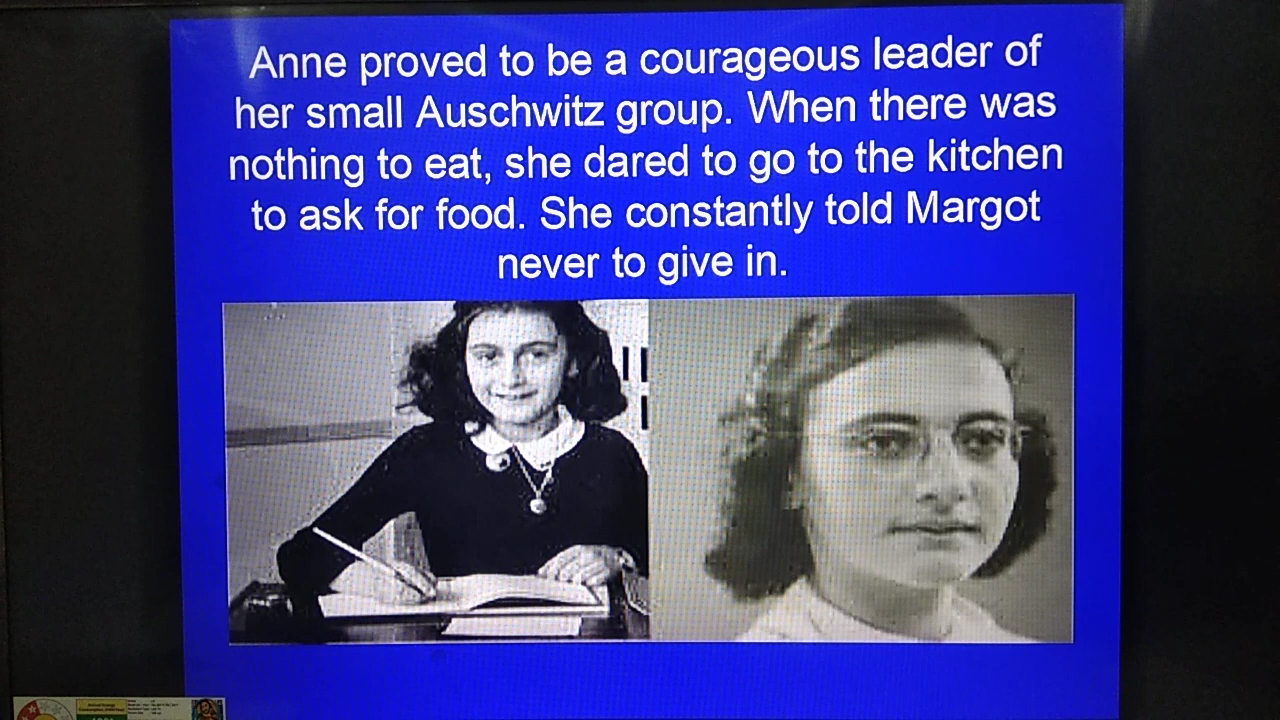 Anne proved to be a courageous leader of
her small Auschwitz group. When there was
nothing to eat, she dared to go to the kitchen
to ask for food. She constantly told Margot
never to give in.